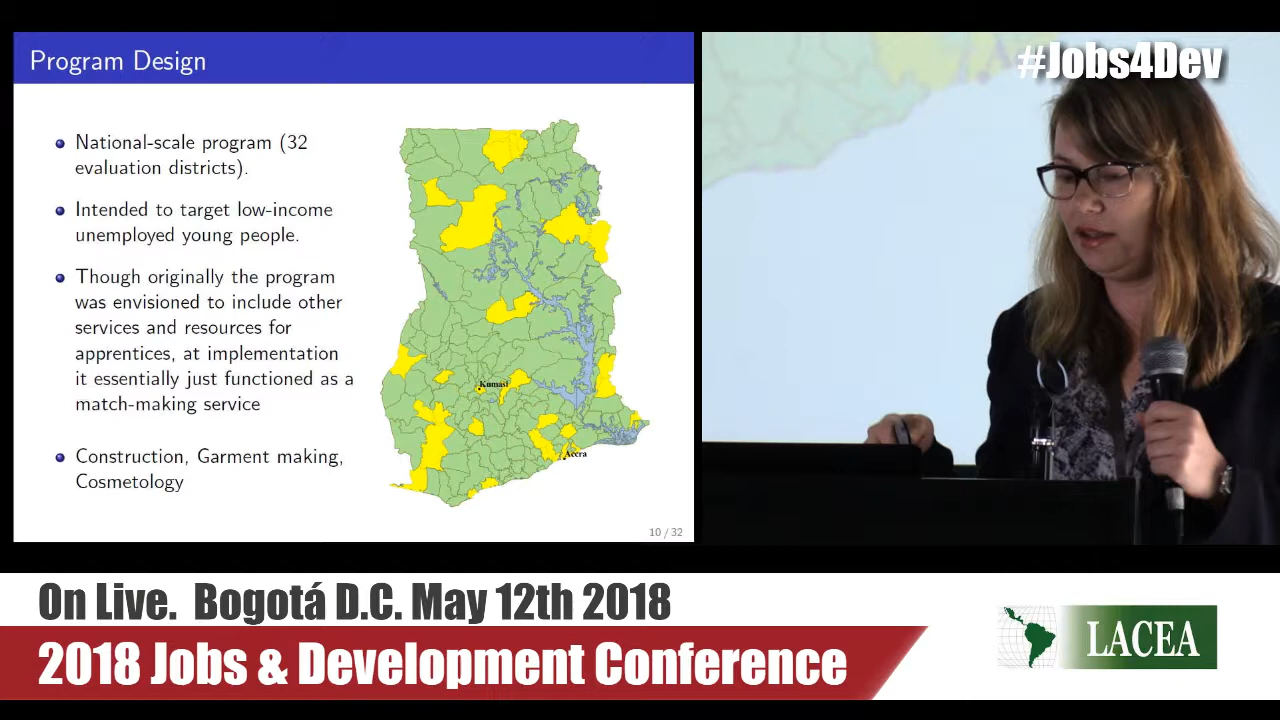 Program Design
#Jobs4Dev
National-scale program (32
evaluation districts).
Intended to target low-income
unemployed young people.
Though originally the program
was envisioned to include other
services and resources for
apprentices, at implementation
it essentially just functioned as a
match-making service
Construction, Garment making,
Cosmetology
Kumasi
Accra
10 / 32
On Live. Bogotá D.C. May 12th 2018
2018 Jobs & Development Conference
LACEA